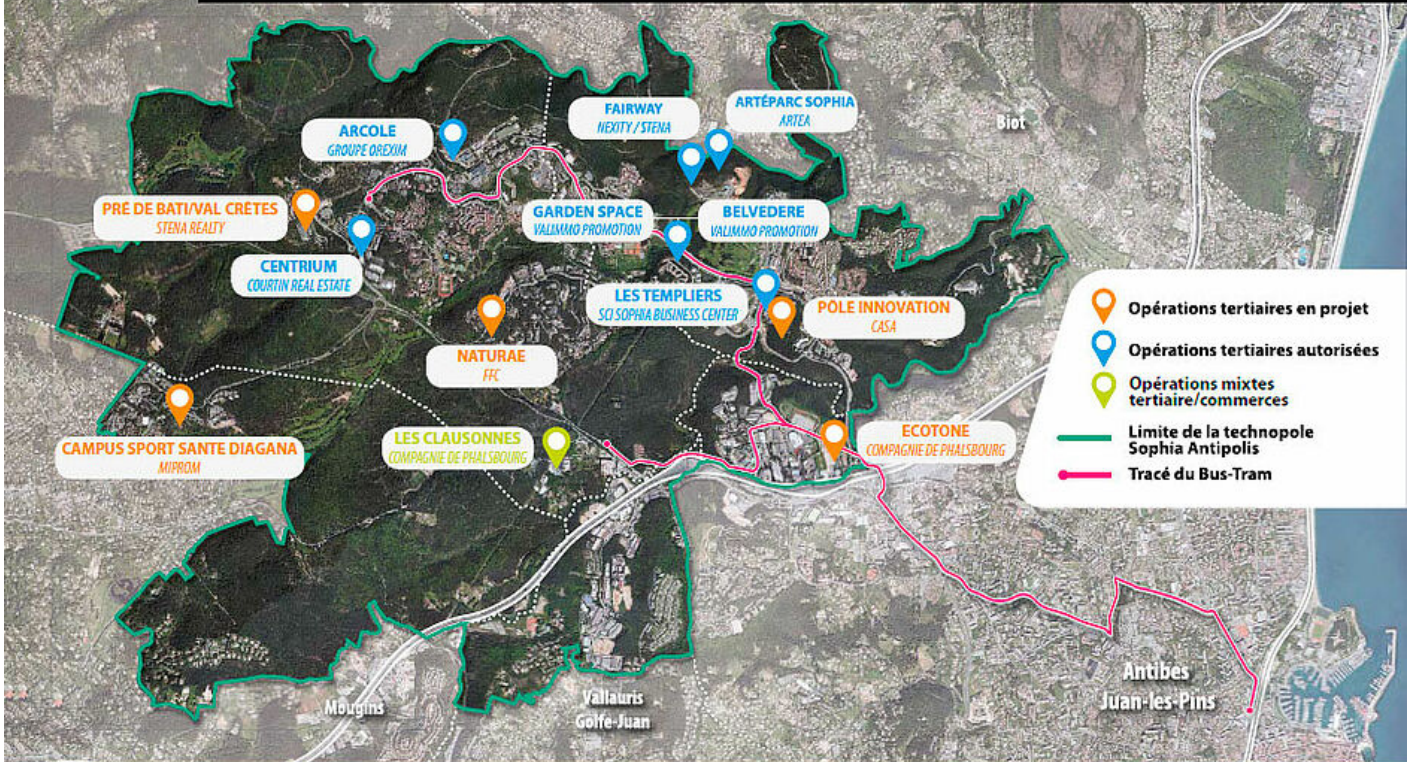 FAIRWAY
NEXITY / STENA
ARTÉPARC SOPHIA
ARTEA
Biot
ARCOLE
GROUPE OREXIM
PRÉ DE BATI/VAL CRÊTES
STENA REALTY
GARDEN SPACE
VALIMMO PROMOTION
BELVEDERE
VALIMMO PROMOTION
CENTRIUM
COURTIN REAL ESTATE
LES TEMPLIERS
SCI SOPHIA BUSINESS CENTER
PÔLE INNOVATION
CASA
NATURAE
FFC
CAMPUS SPORT SANTE DIAGANA
MIPROM
LES CLAUSONNES
COMPAGNIE DE PHALSBOURG
ECOTONE
COMPAGNIE DE PHALSBOURG
Opérations tertiaires en projet
Opérations tertiaires autorisées
Opérations mixtes
tertiaire/commerces
Limite de la technopole
Sophia Antipolis
Tracé du Bus-Tram
Mougins
Vallauris
Golfe-Juan
Antibes
Juan-les-Pins